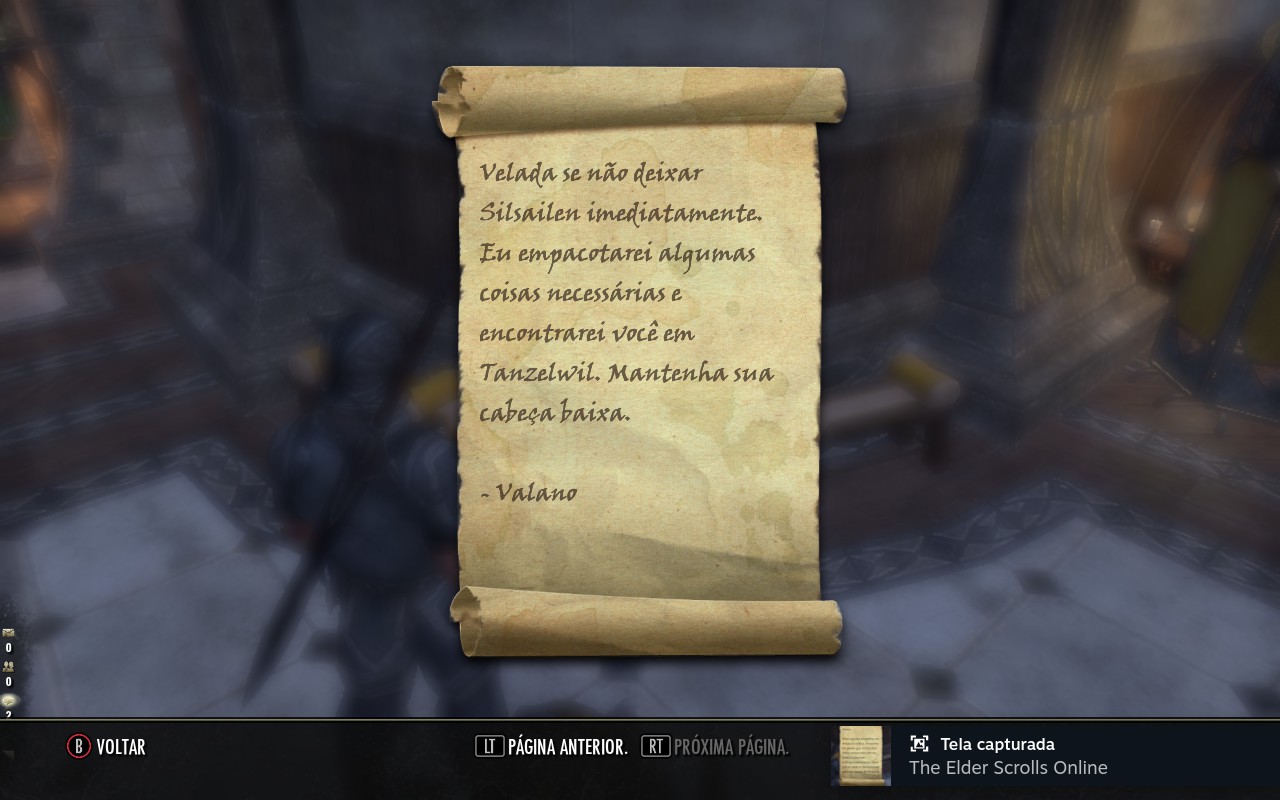 Velada se não deixar
Silsailen imediatamente.
Eu empacotarei algumas
coisas necessárias e
encontrarei você em
Tanzelwil. Mantenha sua
cabeça baixa.
- Valano
0
0
B VOLTAR
LT PÁGINA ANTERIOR. RT PRÓXIMA PÁGINA.
Tela capturada
The Elder Scrolls Online